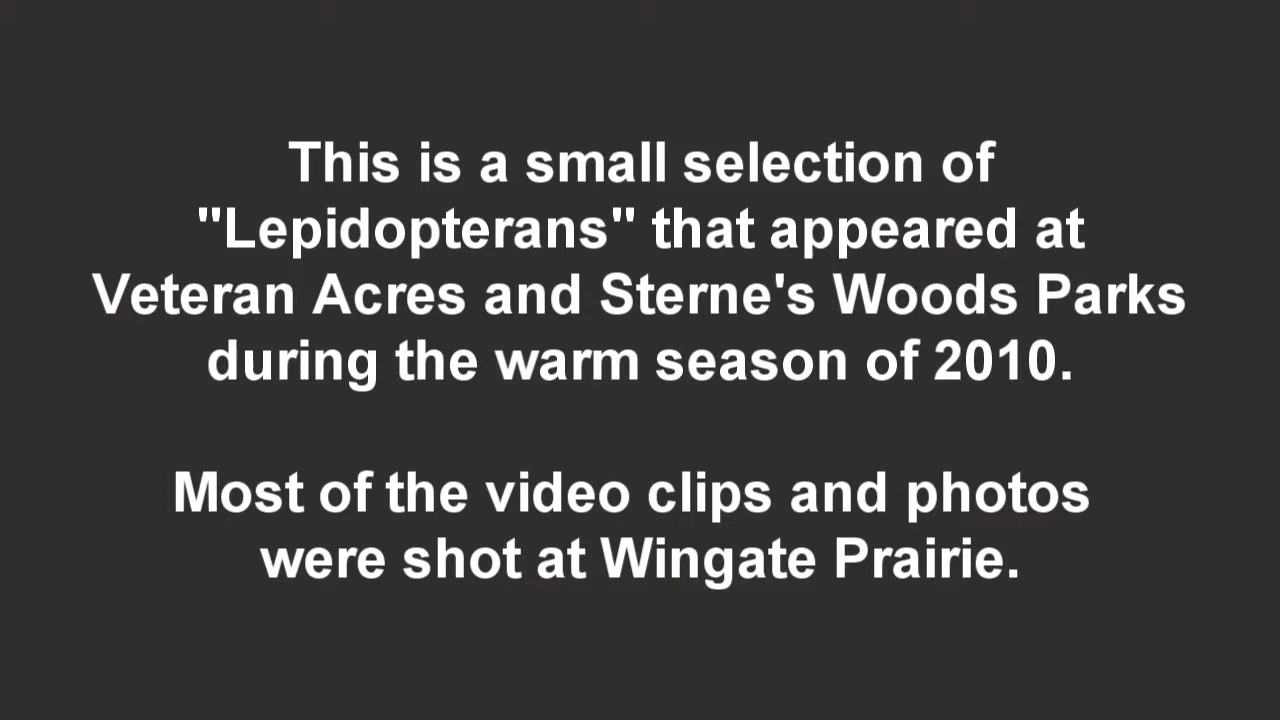 This is a small selection of
"Lepidopterans" that appeared at
Veteran Acres and Sterne's Woods Parks
during the warm season of 2010.
Most of the video clips and photos
were shot at Wingate Prairie.